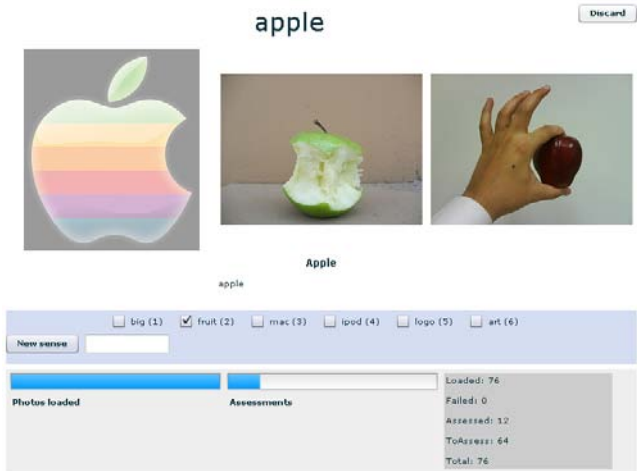 apple
Discard
Apple
apple
big (1) fruit (2) mac (3) ipod (4) logo (5) art (6)
New sense
Photos loaded
Assessments
Loaded: 76
Failed: 0
Assessed: 12
ToAssess: 64
Total: 76